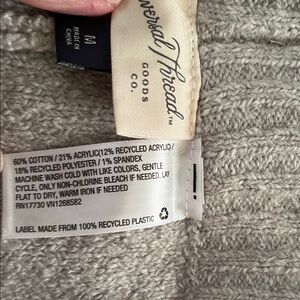 Universal Thread™
GOODS
CO.
M
MADE IN
CHINA
60% COTTON / 21% ACRYLIC(12% RECYCLED ACRYLIC)/
18% RECYCLED POLYESTER / 1% SPANDEX
MACHINE WASH COLD WITH LIKE COLORS, GENTLE
CYCLE, ONLY NON-CHLORINE BLEACH IF NEEDED, LAY
FLAT TO DRY, WARM IRON IF NEEDED
RN17730 VN1268582
LABEL MADE FROM 100% RECYCLED PLASTIC